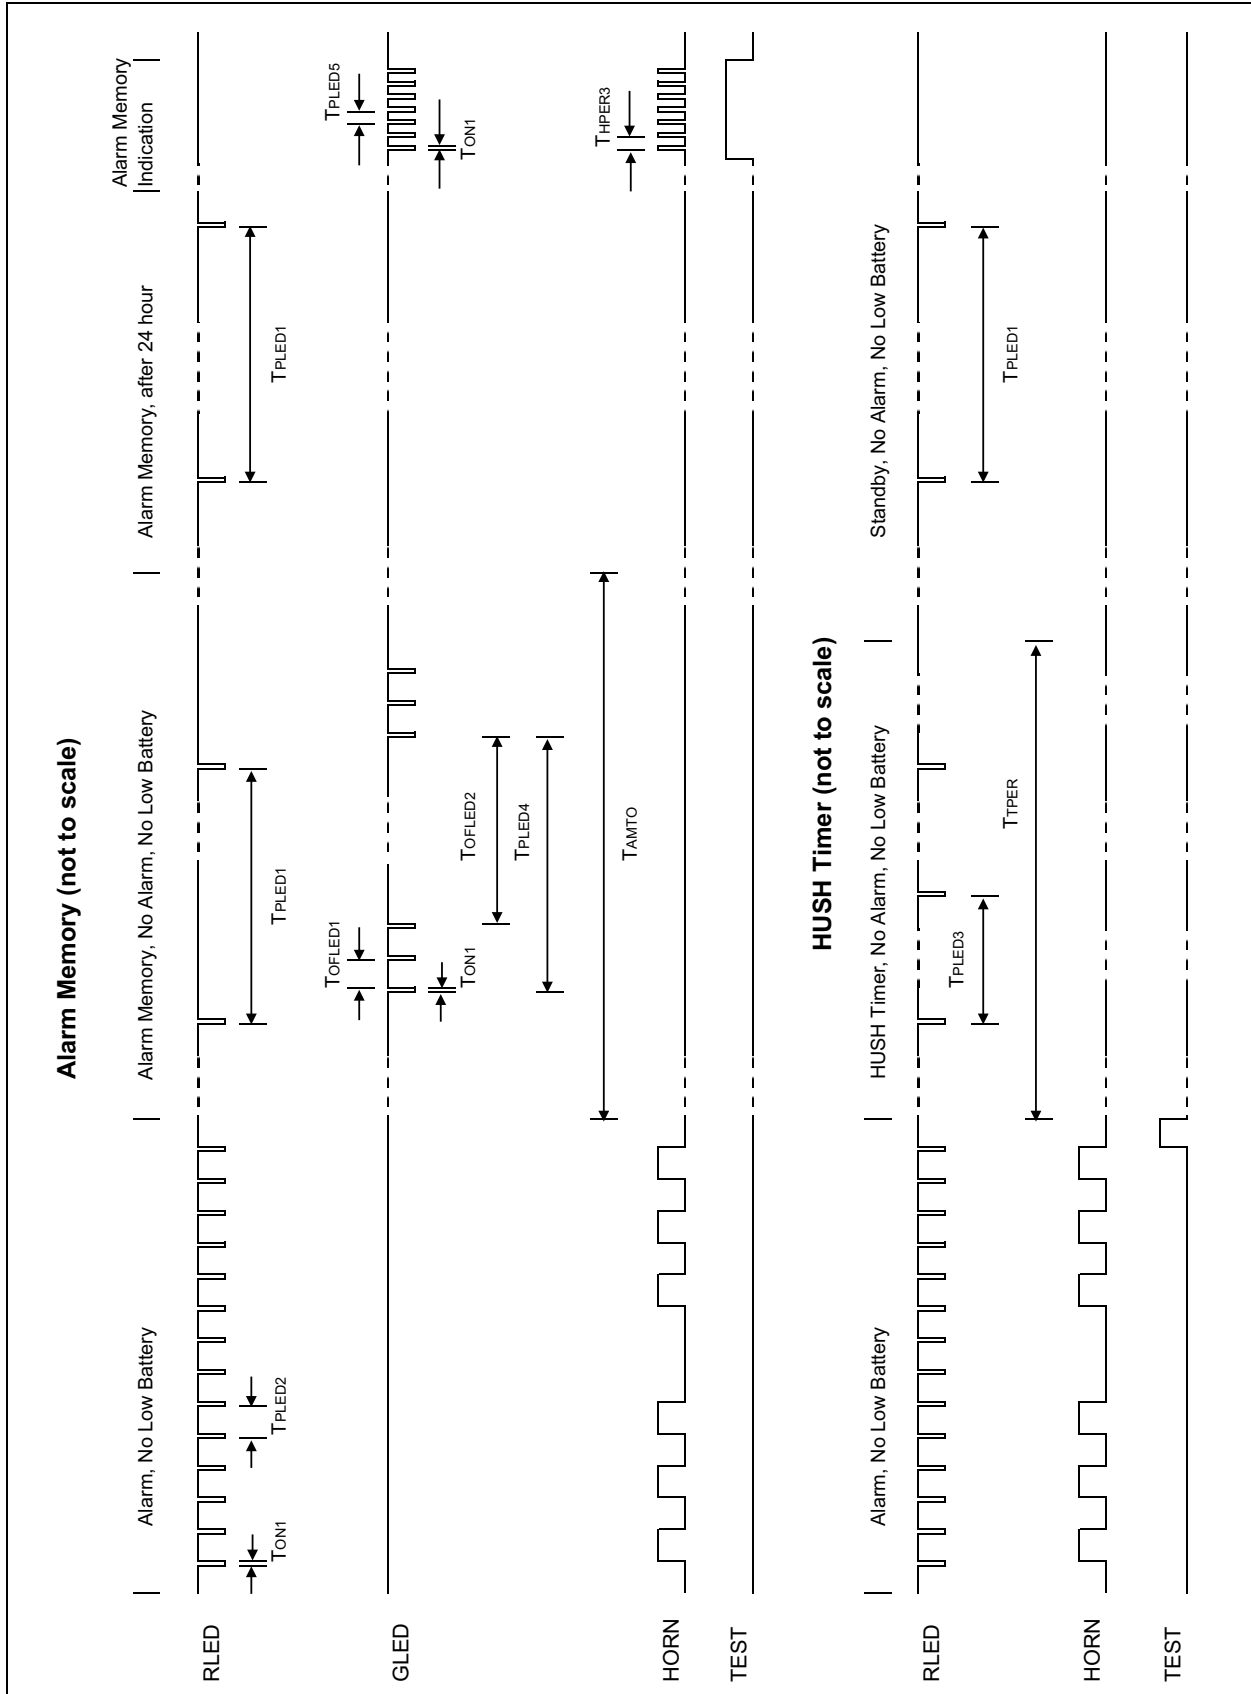 Alarm Memory (not to scale)
Alarm, No Low Battery
Alarm Memory, No Alarm, No Low Battery
Alarm Memory, after 24 hour
Alarm Memory
Indication
RLED
TON1
TPLED2
TPLED1
TPLED1
GLED
TOFLED1
TON1
TOFLED2
TPLED4
TPLED5
TON1
TAMTO
HORN
THPER3
TEST
HUSH Timer (not to scale)
Alarm, No Low Battery
HUSH Timer, No Alarm, No Low Battery
Standby, No Alarm, No Low Battery
RLED
TPLED3
TPLED1
TTPER
HORN
TEST